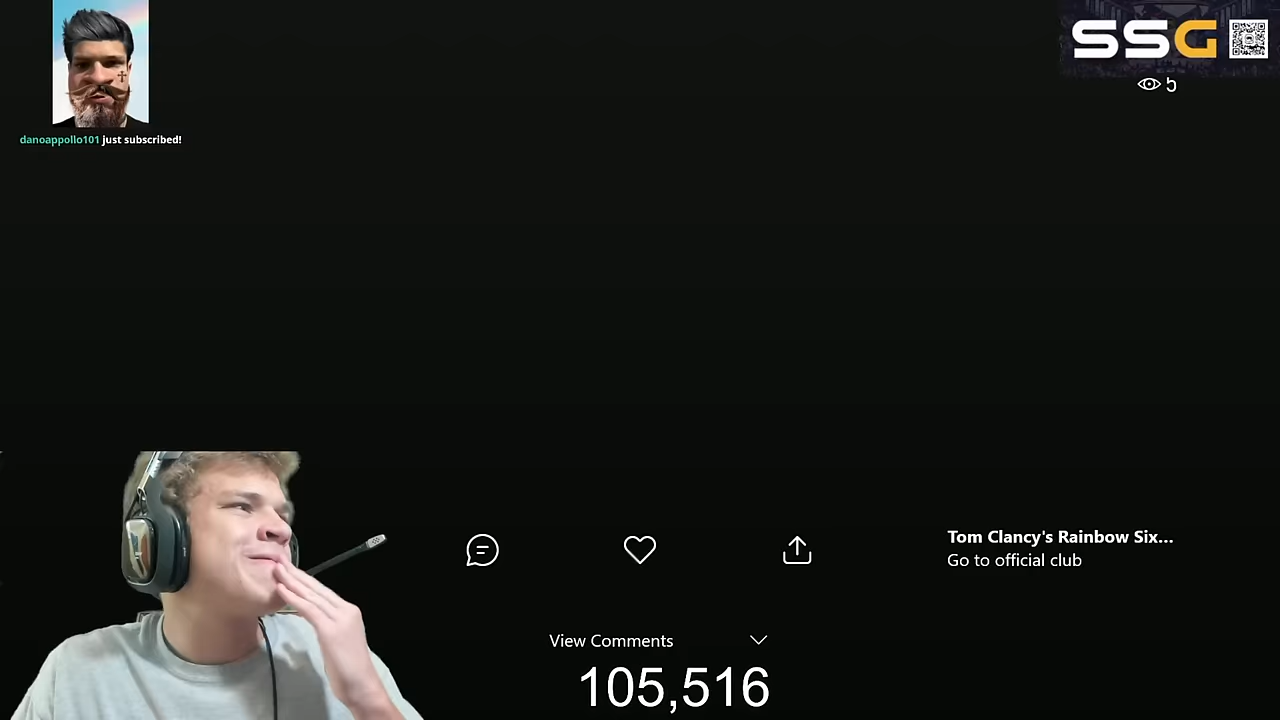 SSG
5
danoappollo101 just subscribed!
Tom Clancy's Rainbow Six...
Go to official club
View Comments
105,516